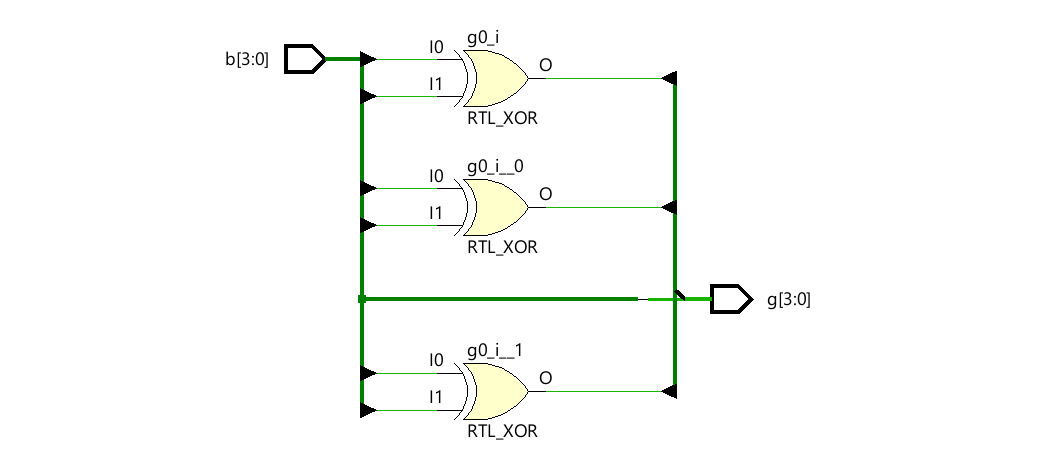 g0_i
I0
O
b[3:0]
I1
RTL_XOR
g0_i__0
I0
O
I1
RTL_XOR
g[3:0]
g0_i__1
I0
O
I1
RTL_XOR